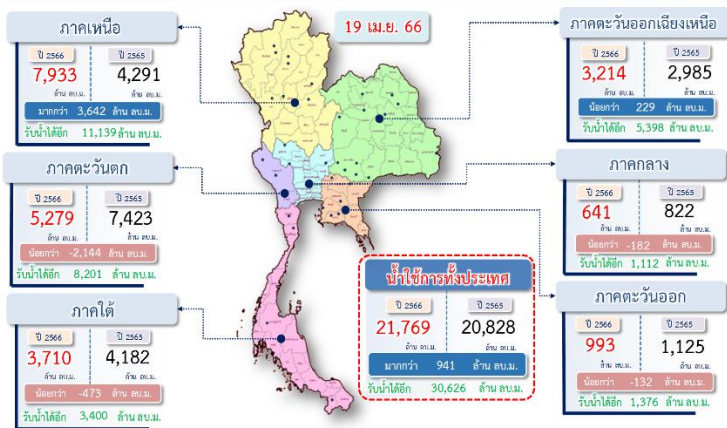 19 เม.ย. 66
ภาคเหนือ
ปี 2566 ปี 2565
7,933 4,291
ล้าน ลบ.ม. ล้าน ลบ.ม.
มากกว่า 3,642 ล้าน ลบ.ม.
รับน้ำได้อีก 11,139 ล้าน ลบ.ม.
ภาคตะวันตก
ปี 2566 ปี 2565
5,279 7,423
ล้าน ลบ.ม. ล้าน ลบ.ม.
น้อยกว่า -2,144 ล้าน ลบ.ม.
รับน้ำได้อีก 8,201 ล้าน ลบ.ม.
ภาคใต้
ปี 2566 ปี 2565
3,710 4,182
ล้าน ลบ.ม. ล้าน ลบ.ม.
น้อยกว่า -473 ล้าน ลบ.ม.
รับน้ำได้อีก 3,400 ล้าน ลบ.ม.
น้ำใช้การทั้งประเทศ
ปี 2566 ปี 2565
21,769 20,828
ล้าน ลบ.ม. ล้าน ลบ.ม.
มากกว่า 941 ล้าน ลบ.ม.
รับน้ำได้อีก 30,626 ล้าน ลบ.ม.
ภาคตะวันออกเฉียงเหนือ
ปี 2566 ปี 2565
3,214 2,985
ล้าน ลบ.ม. ล้าน ลบ.ม.
น้อยกว่า 229 ล้าน ลบ.ม.
รับน้ำได้อีก 5,398 ล้าน ลบ.ม.
ภาคกลาง
ปี 2566 ปี 2565
641 822
ล้าน ลบ.ม. ล้าน ลบ.ม.
น้อยกว่า -182 ล้าน ลบ.ม.
รับน้ำได้อีก 1,112 ล้าน ลบ.ม.
ภาคตะวันออก
ปี 2566 ปี 2565
993 1,125
ล้าน ลบ.ม. ล้าน ลบ.ม.
น้อยกว่า -132 ล้าน ลบ.ม.
รับน้ำได้อีก 1,376 ล้าน ลบ.ม.